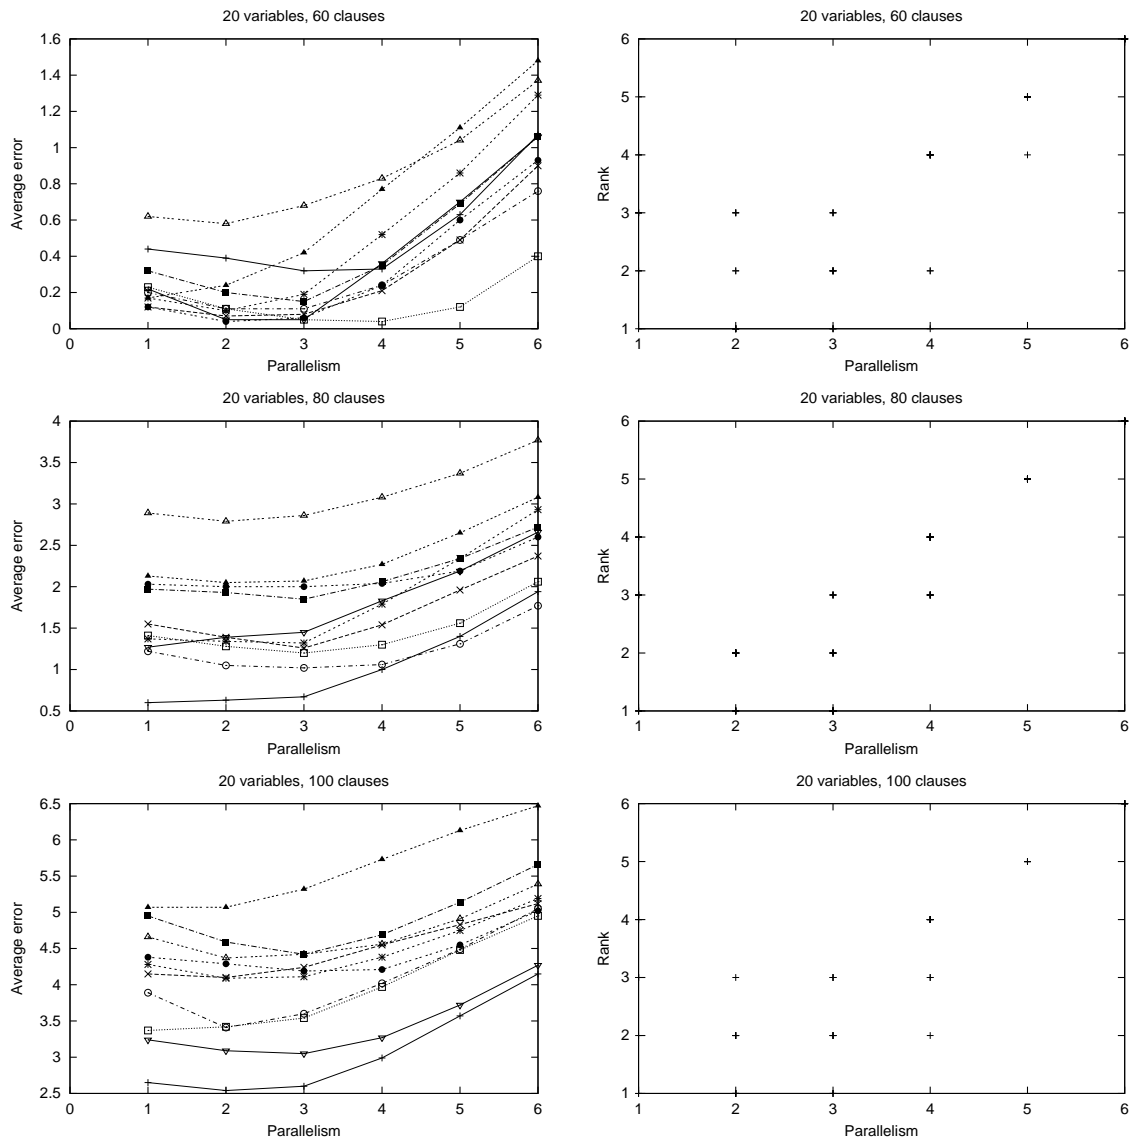 20 variables, 60 clauses
1.6
1.4
1.2
1
0.8
0.6
0.4
0.2
0
Average error
0 1 2 3 4 5 6
Parallelism
20 variables, 60 clauses
6
5
4
3
2
1
Rank
1 2 3 4 5 6
Parallelism
20 variables, 80 clauses
4
3.5
3
2.5
2
1.5
1
0.5
Average error
0 1 2 3 4 5 6
Parallelism
20 variables, 80 clauses
6
5
4
3
2
1
Rank
1 2 3 4 5 6
Parallelism
20 variables, 100 clauses
6.5
6
5.5
5
4.5
4
3.5
3
2.5
Average error
0 1 2 3 4 5 6
Parallelism
20 variables, 100 clauses
6
5
4
3
2
1
Rank
1 2 3 4 5 6
Parallelism